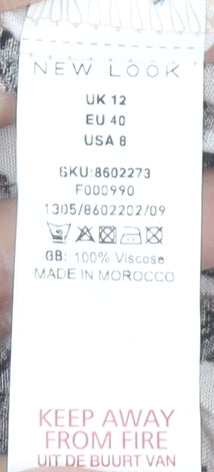 NEW LOOK
UK 12
EU 40
USA 8
SKU:8602273
F000990
1305/8602202/09
GB: 100% Viscose
MADE IN MOROCCO
KEEP AWAY
FROM FIRE
UIT DE BUURT VAN